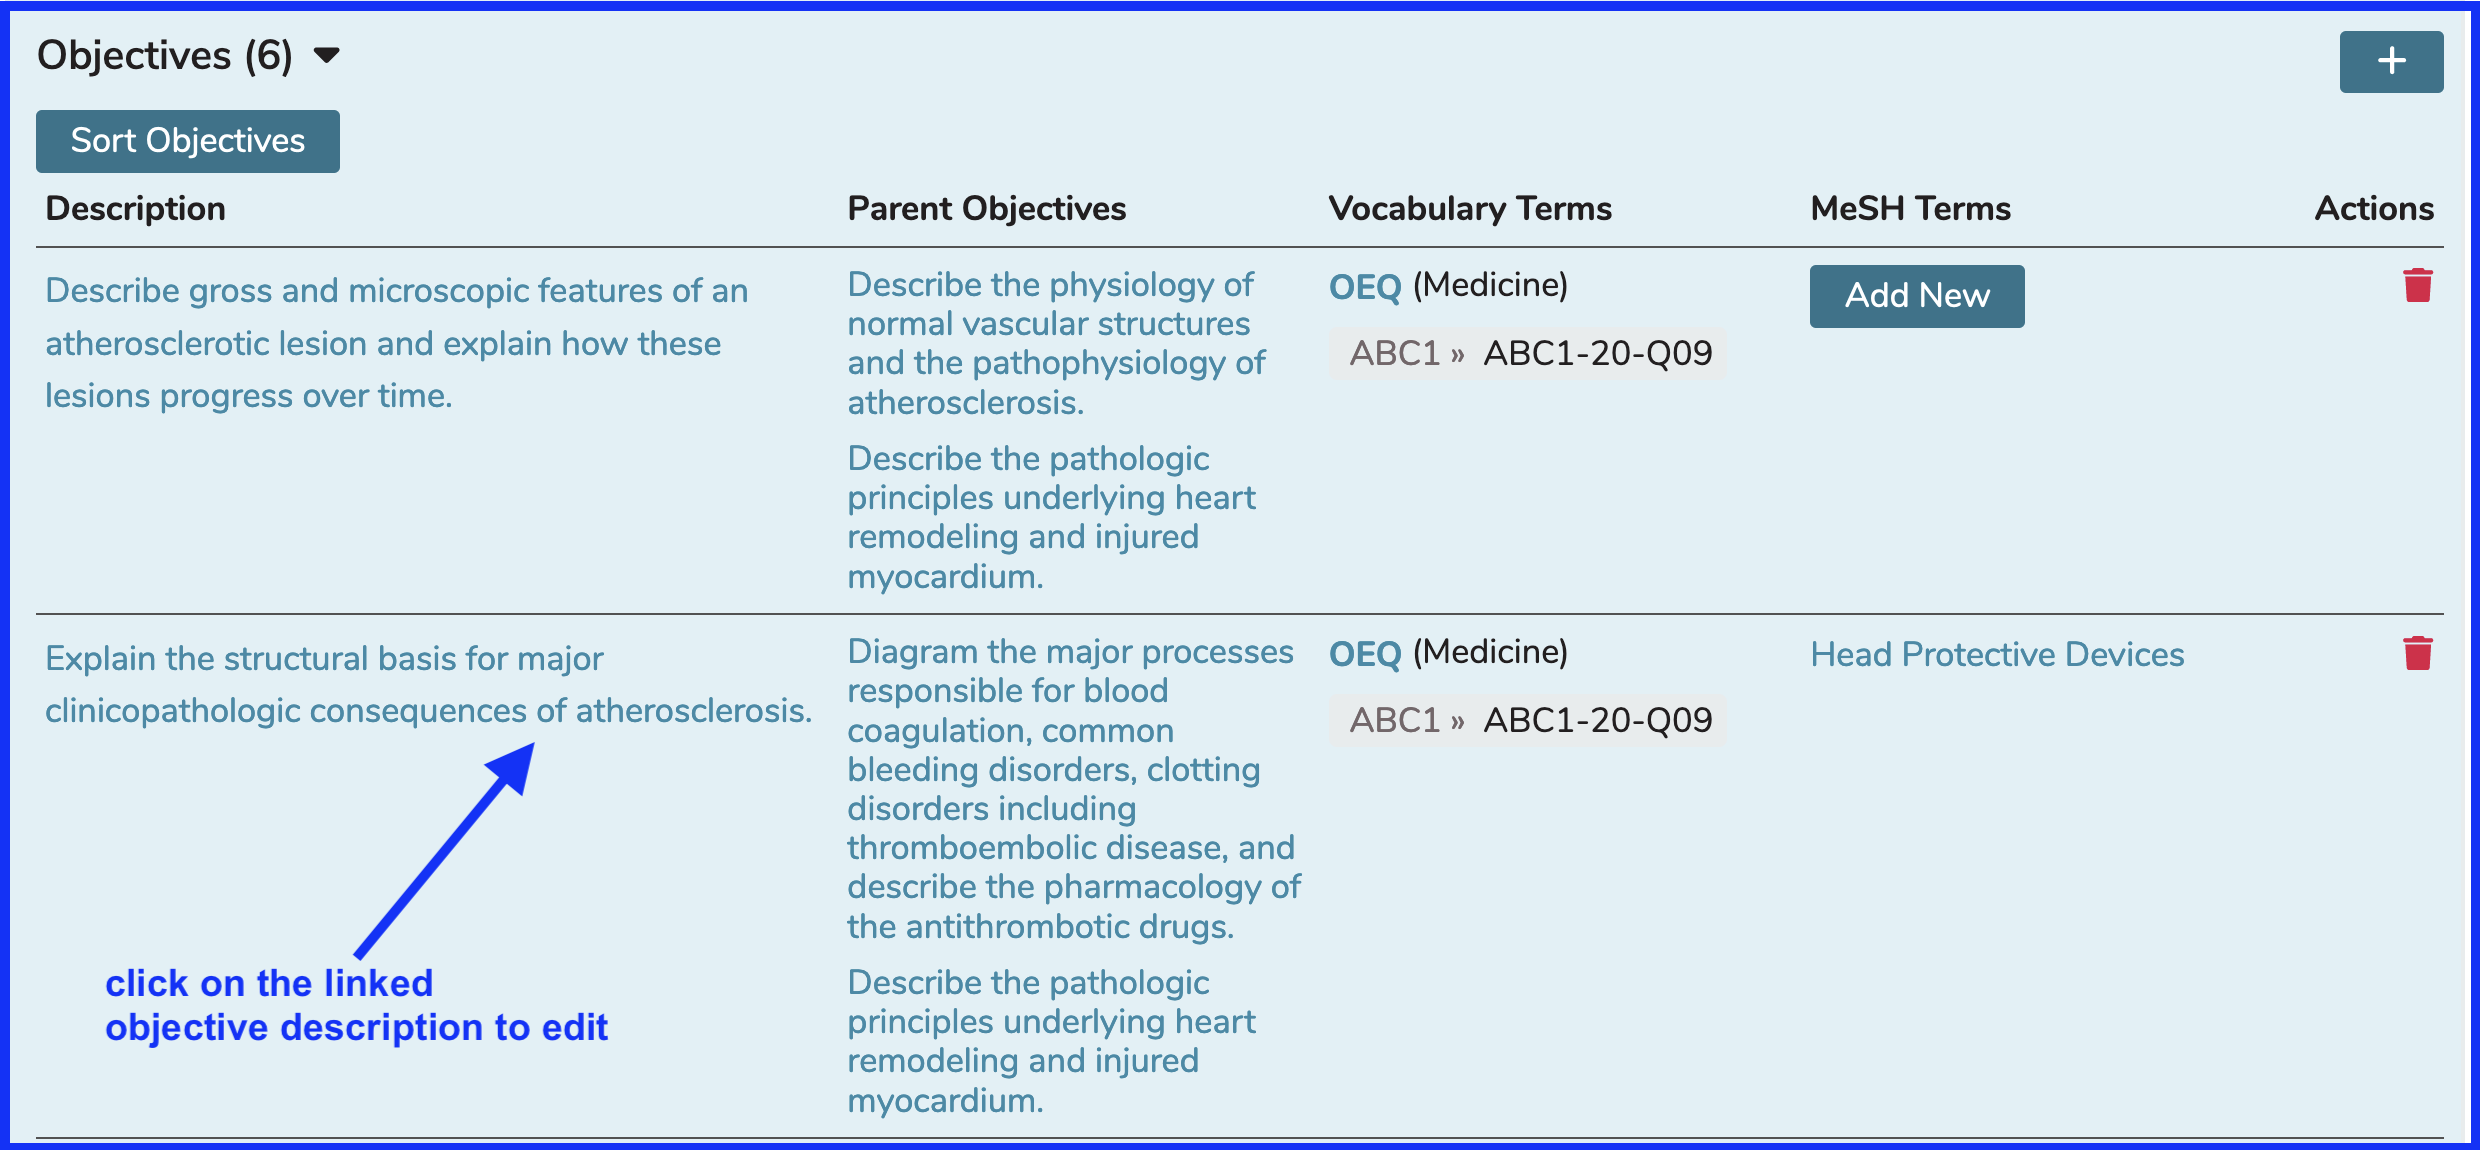 Objectives (6)
+
Sort Objectives
Description
Parent Objectives
Vocabulary Terms
MeSH Terms
Actions
Describe gross and microscopic features of an
atherosclerotic lesion and explain how these
lesions progress over time.
Describe the physiology of
normal vascular structures
and the pathophysiology of
atherosclerosis.
Describe the pathologic
principles underlying heart
remodeling and injured
myocardium.
OEQ (Medicine)
ABC1 » ABC1-20-Q09
Add New
Explain the structural basis for major
clinicopathologic consequences of atherosclerosis.
Diagram the major processes
responsible for blood
coagulation, common
bleeding disorders, clotting
disorders including
thromboembolic disease, and
describe the pharmacology of
the antithrombotic drugs.
Describe the pathologic
principles underlying heart
remodeling and injured
myocardium.
OEQ (Medicine)
ABC1 » ABC1-20-Q09
Head Protective Devices
click on the linked
objective description to edit